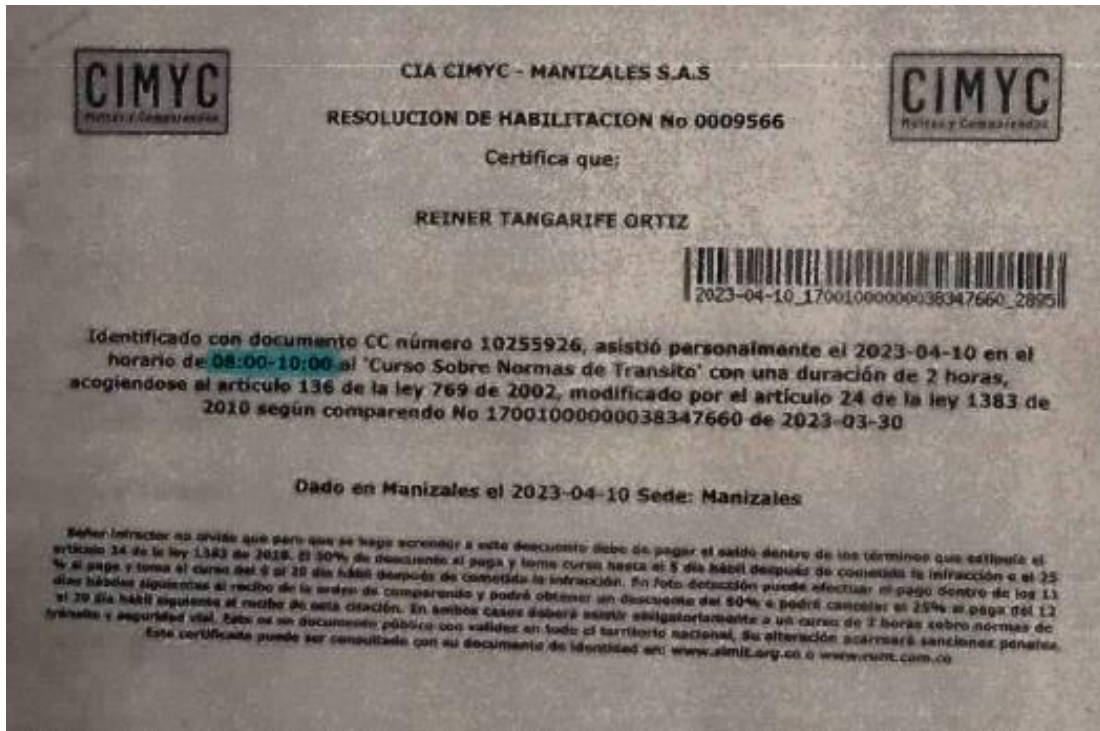 CIMYC
Multas y Comparendos
CIA CIMYC - MANIZALES S.A.S
CIMYC
Multas y Comparendos
RESOLUCION DE HABILITACION No 0009566
Certifica que;
REINER TANGARIFE ORTIZ
2023-04-10_17001000000038347660_2895
Identificado con documento CC número 10255926, asistió personalmente el 2023-04-10 en el
horario de 08:00-10:00 al 'Curso Sobre Normas de Transito' con una duración de 2 horas,
acogiendose al articulo 136 de la ley 769 de 2002, modificado por el artículo 24 de la ley 1383 de
2010 según comparendo No 17001000000038347660 de 2023-03-30
Dado en Manizales el 2023-04-10 Sede: Manizales
Señor Infractor no olvide que para que se haga acreedor a este descuento debe de pagar el saldo dentro de los términos que estipula el
articulo 24 de la ley 1383 de 2010. El 50% de descuento si paga y toma curso hasta el 5 día hábil después de cometida la infracción o el 25
% si paga y toma el curso del 6 al 20 día hábil después de cometida la infracción. En foto detección puede efectuar el pago dentro de los 11
días hábiles siguientes al recibo de la orden de comparendo y podrá obtener un descuento del 50% o podrá cancelar el 25% si paga del 12
al 20 día hábil siguiente al recibo de esta citación. En ambos casos deberá asistir obligatoriamente a un curso de 2 horas sobre normas de
tránsito y seguridad vial. Este es un documento público con validez en todo el territorio nacional, Su alteración acarreará sanciones penales.
Este certificado puede ser consultado con su documento de identidad en: www.simit.org.co o www.runt.com.co